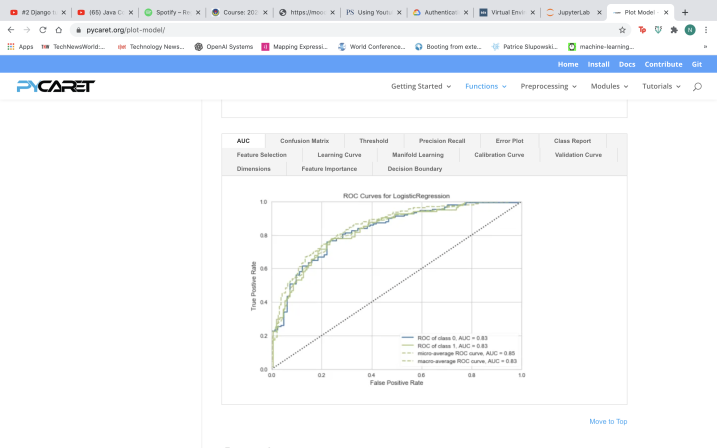 #2 Django t
(65) Java C
Spotify – Re
Course: 202
https://moo
Using Youtu
Authenticat
Virtual Envi
JupyterLab
Plot Model
pycaret.org/plot-model/
N
Apps
TechNewsWorld:...
Technology News...
OpenAI Systems
Mapping Expressi...
World Conference...
Booting from exte...
Patrice Słupowski...
machine-learning...
»
Home Install Docs Contribute Git
PYCARET
Getting Started Functions Preprocessing Modules Tutorials
AUC Confusion Matrix Threshold Precision Recall Error Plot Class Report
Feature Selection Learning Curve Manifold Learning Calibration Curve Validation Curve
Dimensions Feature Importance Decision Boundary
ROC Curves for LogisticRegression
1.0
0.8
0.6
0.4
0.2
0.0
True Positive Rate
ROC of class 0, AUC = 0.83
ROC of class 1, AUC = 0.83
micro-average ROC curve, AUC = 0.85
macro-average ROC curve, AUC = 0.83
0.0 0.2 0.4 0.6 0.8 1.0
False Positive Rate
Move to Top